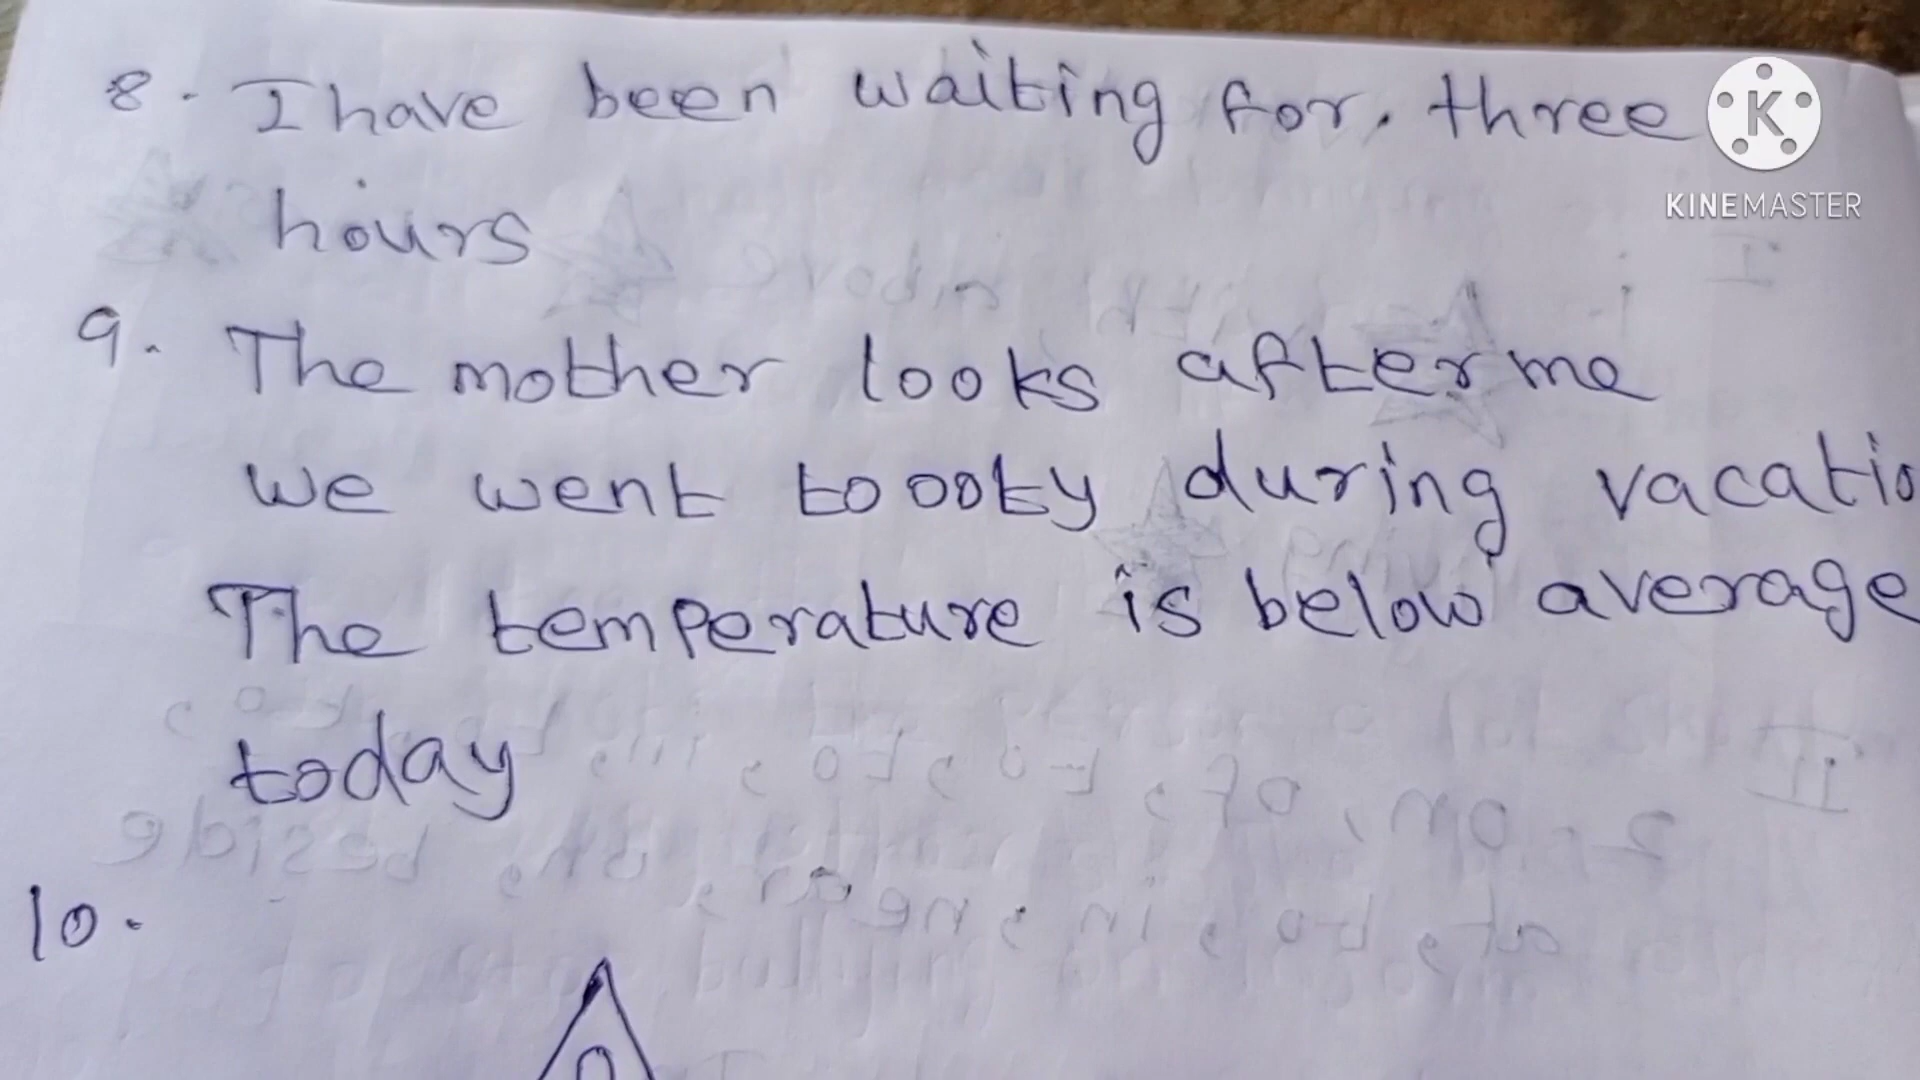 8. I have been waiting for. three
hours
9. The mother looks after me
we went to ooty during vacatio
The temperature is below average
today
10.
KINEMASTER